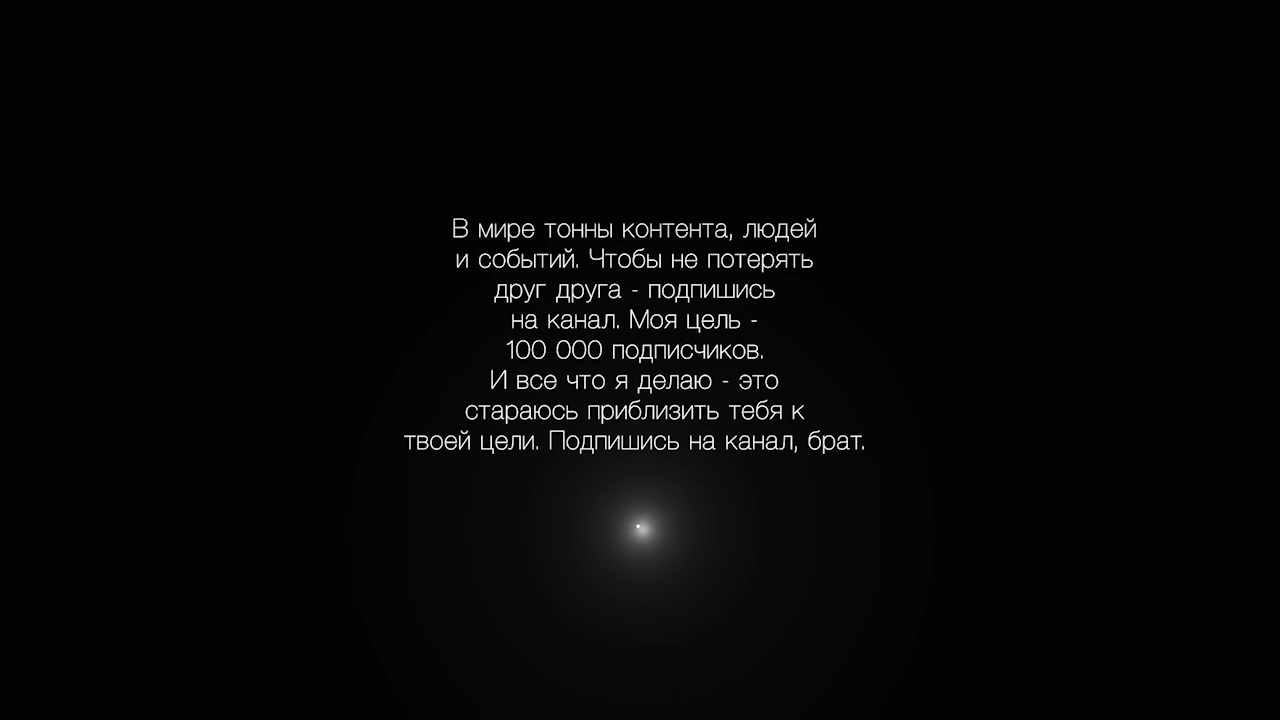 В мире тонны контента, людей
и событий. Чтобы не потерять
друг друга - подпишись
на канал. Моя цель -
100 000 подписчиков.
И все что я делаю - это
стараюсь приблизить тебя к
твоей цели. Подпишись на канал, брат.